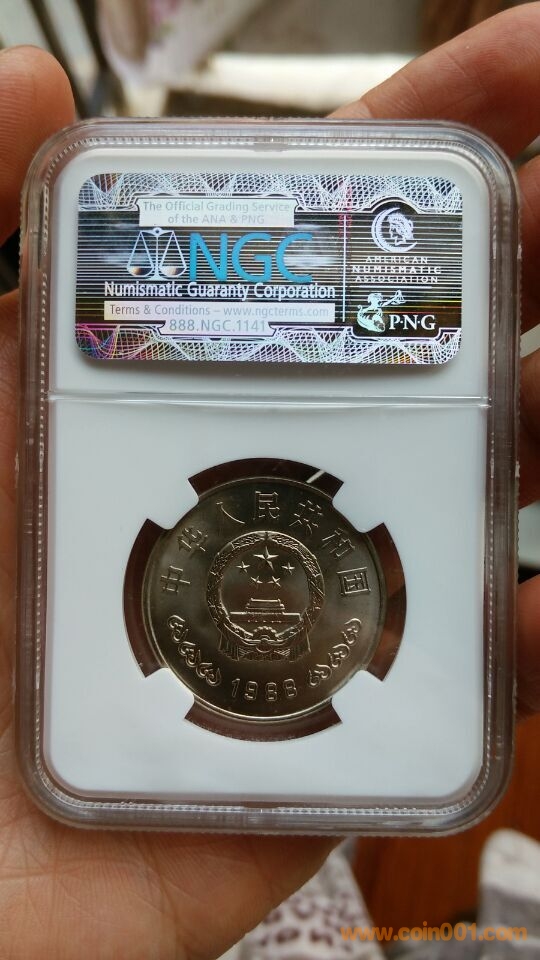 The Official Grading Service
of the ANA & PNG
NGC
Numismatic Guaranty Corporation
Terms & Conditions – www.ngcterms.com
888.NGC.1141
AMERICAN
NUMISMATIC
ASSOCIATION
PNG
中华人民共和国
1988
www.coin001.com